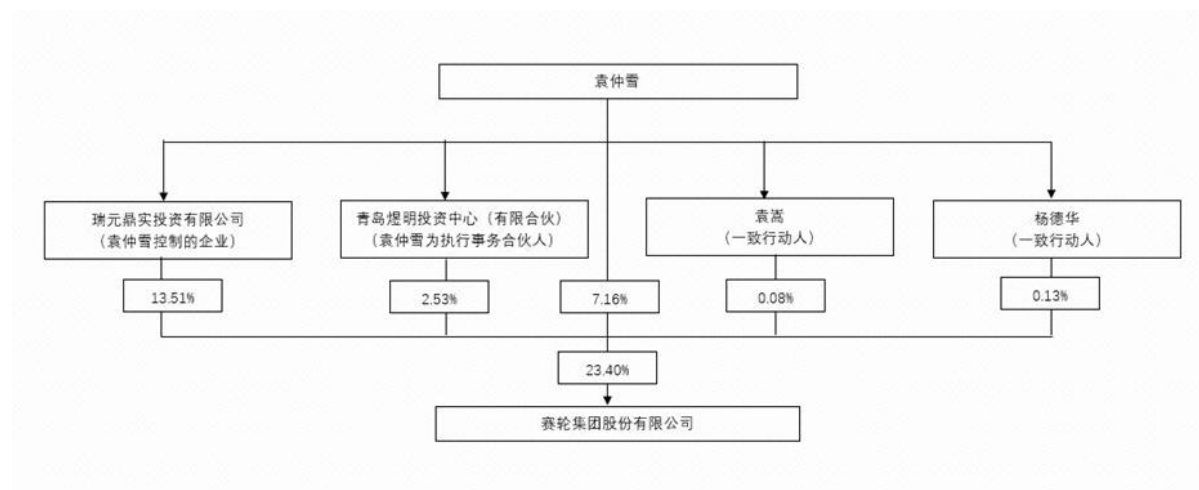 袁仲雪
瑞元鼎实投资有限公司
（袁仲雪控制的企业）
青岛煜明投资中心（有限合伙）
（袁仲雪为执行事务合伙人）
袁嵩
（一致行动人）
杨德华
（一致行动人）
13.51%
2.53%
7.16%
0.08%
0.13%
23.40%
赛轮集团股份有限公司